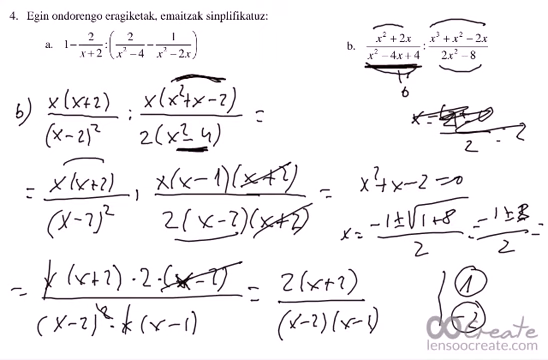 4. Egin ondorengo eragiketak, emaitzak sinplifikatuz:
a. 1 - 2/(x+2) : (2/(x²-4) - 1/(x³-2x)) b. (x²+2x)/(x²-4x+4) : (x³+x²-2x)/(2x²-8)
b
b) x(x+2)/(x-2)² : x(x²+x-2)/(2(x²-4)) =
= x(x+2)/(x-2)² : x(x-1)(x+2)/(2(x-2)(x+2)) = x²+x-2=0
x = (-1±√(1+8))/2 = (-1±3)/2 =
= x(x+2)·2·(x-2)/((x-2)²·x(x-1)) = 2(x+2)/((x-2)(x-1)) { 1
-2
COCreate.com
lensoocreate.com